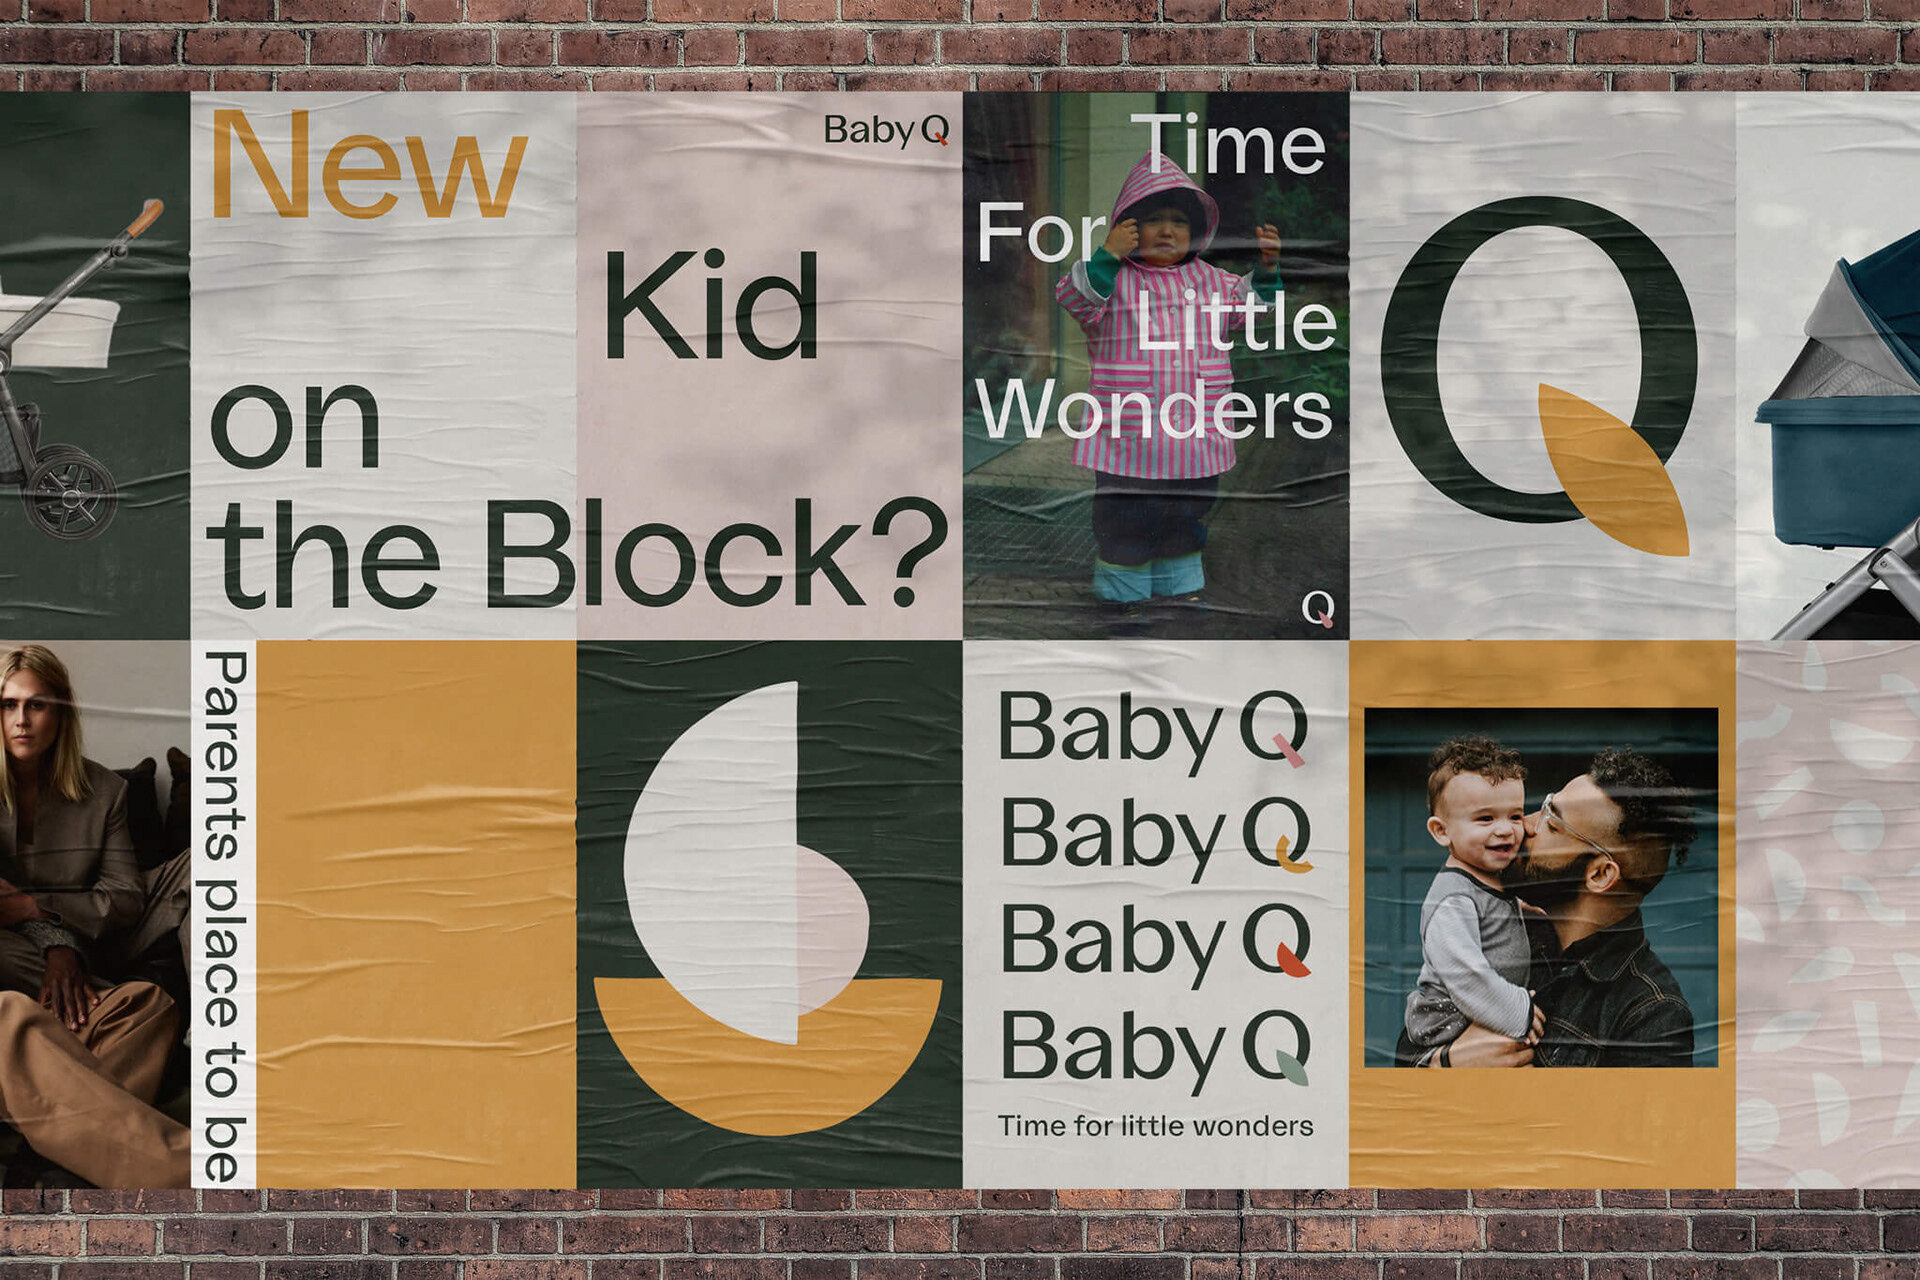 New
Kid
on
the Block?
Baby Q
Time
For
Little
Wonders
Q
Q
Parents place to be
Baby Q
Baby Q
Baby Q
Baby Q
Time for little wonders